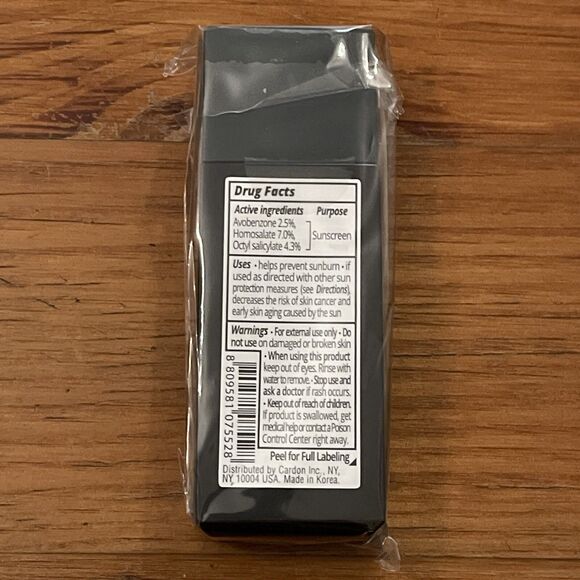 Drug Facts
Active ingredients Purpose
Avobenzone 2.5%,
Homosalate 7.0%,
Octyl salicylate 4.3%
Sunscreen
Uses • helps prevent sunburn • if
used as directed with other sun
protection measures (see Directions),
decreases the risk of skin cancer and
early skin aging caused by the sun
Warnings • For external use only • Do
not use on damaged or broken skin
• When using this product
keep out of eyes. Rinse with
water to remove. • Stop use and
ask a doctor if rash occurs.
• Keep out of reach of children.
If product is swallowed, get
medical help or contact a Poison
Control Center right away.
8 809581 075528
Peel for Full Labeling
Distributed by Cardon Inc., NY,
NY, 10004 USA. Made in Korea.